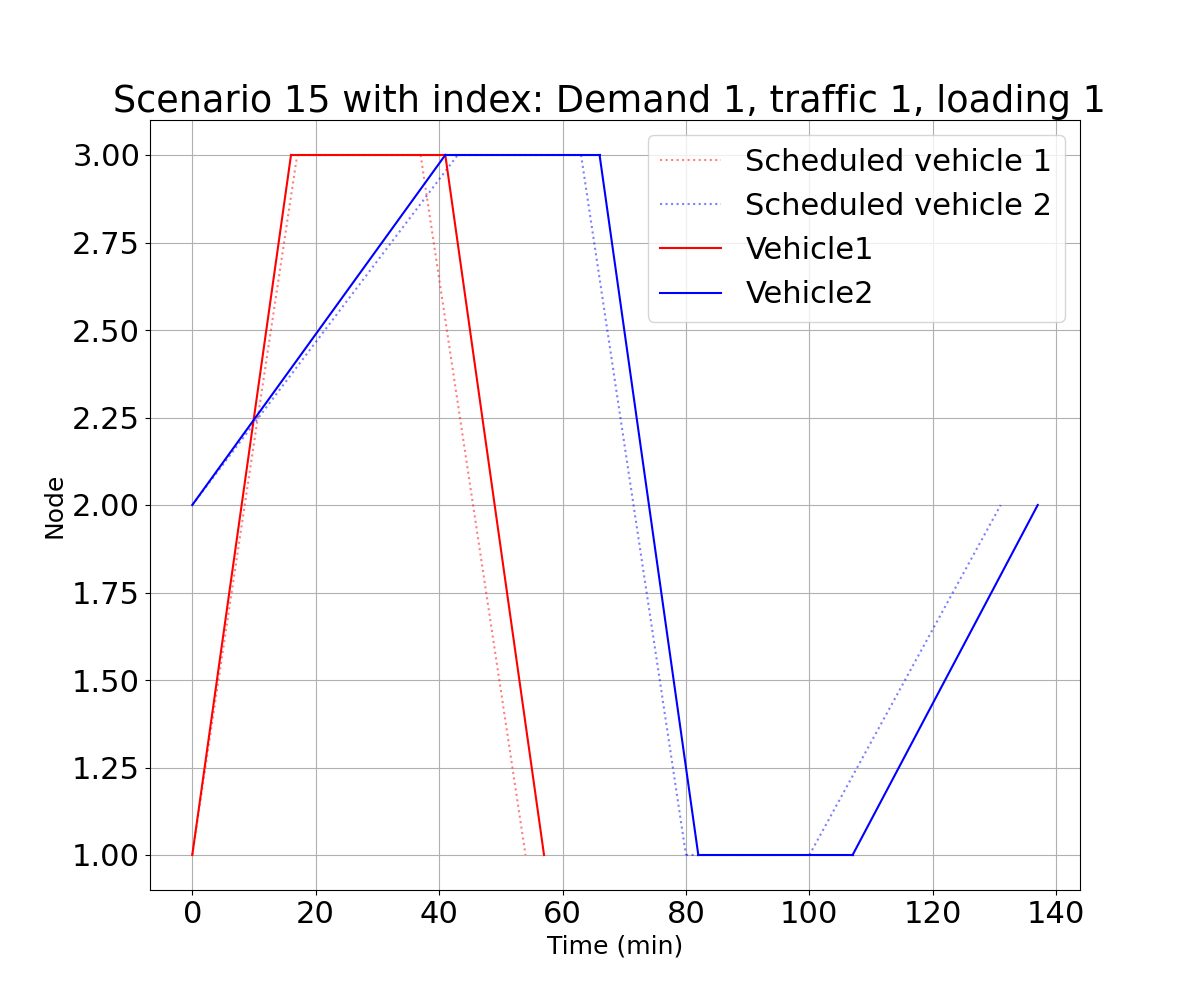 Scenario 15 with index: Demand 1, traffic 1, loading 1
3.00
2.75
2.50
2.25
2.00
1.75
1.50
1.25
1.00
Node
Scheduled vehicle 1
Scheduled vehicle 2
Vehicle1
Vehicle2
0 20 40 60 80 100 120 140
Time (min)